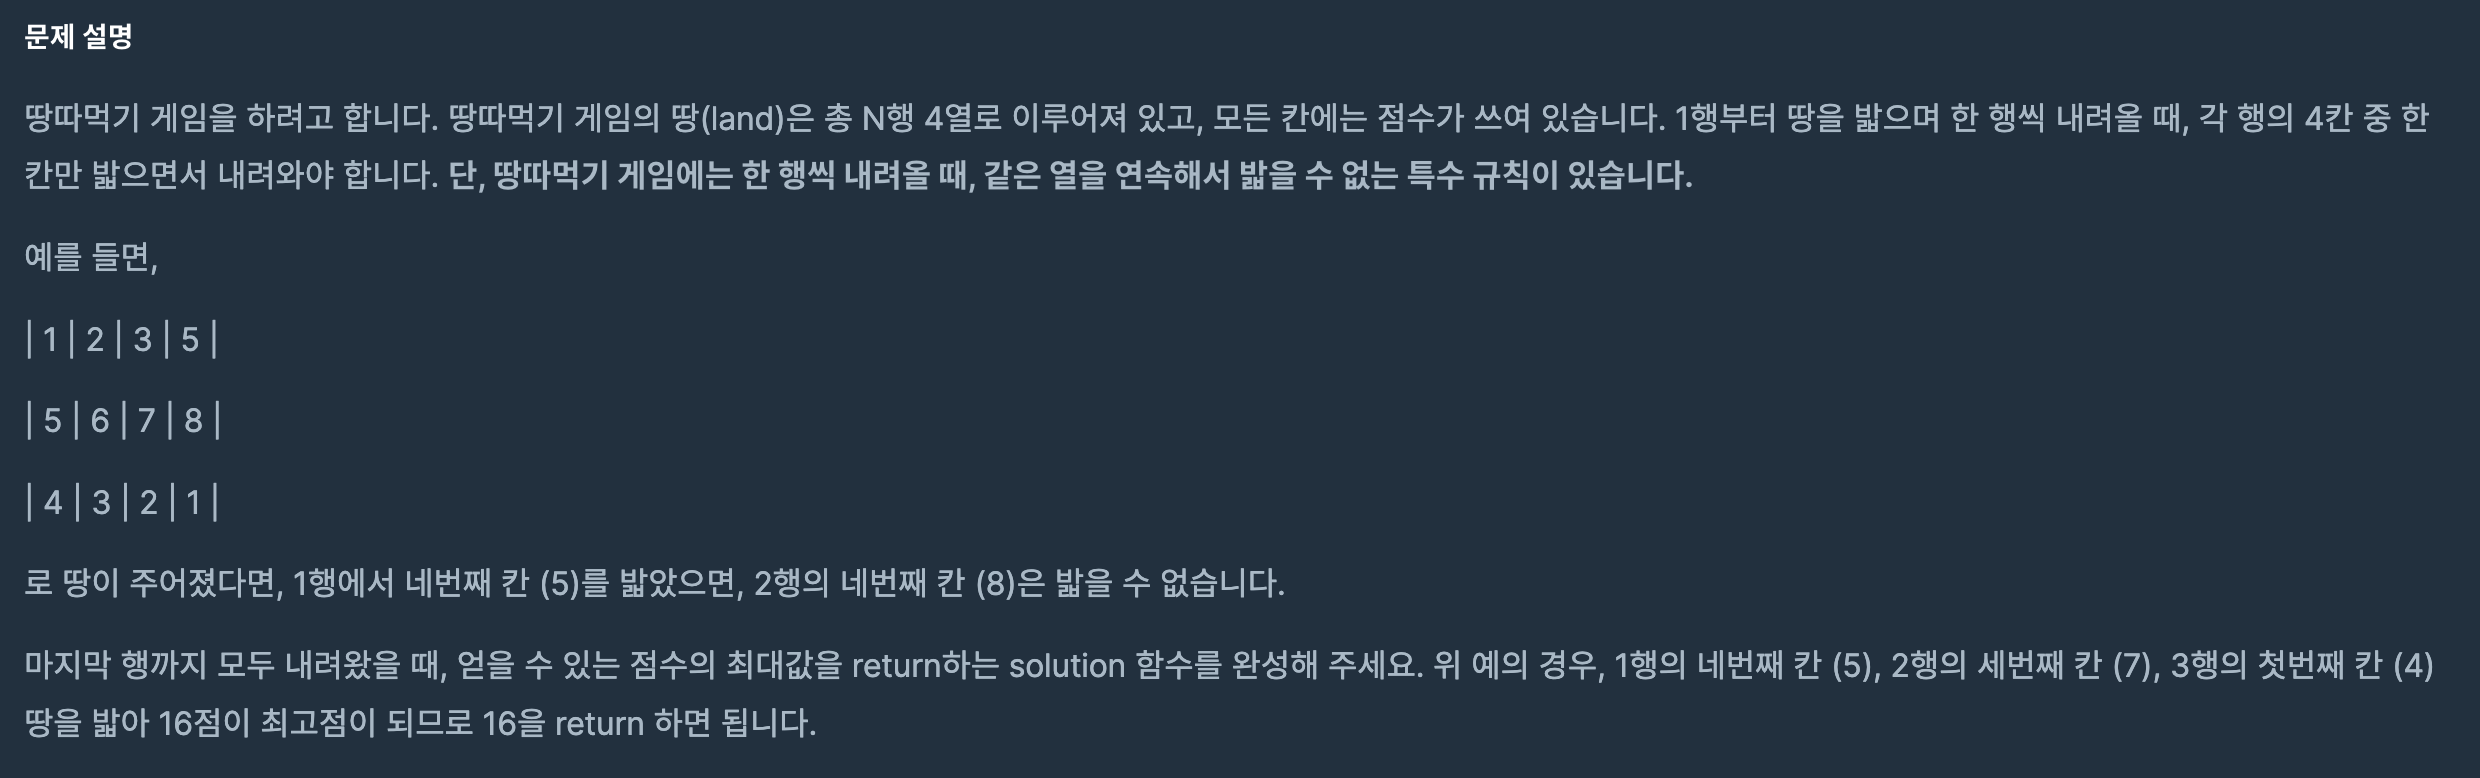 문제 설명
땅따먹기 게임을 하려고 합니다. 땅따먹기 게임의 땅(land)은 총 N행 4열로 이루어져 있고, 모든 칸에는 점수가 쓰여 있습니다. 1행부터 땅을 밟으며 한 행씩 내려올 때, 각 행의 4칸 중 한
칸만 밟으면서 내려와야 합니다. 단, 땅따먹기 게임에는 한 행씩 내려올 때, 같은 열을 연속해서 밟을 수 없는 특수 규칙이 있습니다.
예를 들면,
| 1 | 2 | 3 | 5 |
| 5 | 6 | 7 | 8 |
| 4 | 3 | 2 | 1 |
로 땅이 주어졌다면, 1행에서 네번째 칸 (5)를 밟았으면, 2행의 네번째 칸 (8)은 밟을 수 없습니다.
마지막 행까지 모두 내려왔을 때, 얻을 수 있는 점수의 최대값을 return하는 solution 함수를 완성해 주세요. 위 예의 경우, 1행의 네번째 칸 (5), 2행의 세번째 칸 (7), 3행의 첫번째 칸 (4)
땅을 밟아 16점이 최고점이 되므로 16을 return 하면 됩니다.